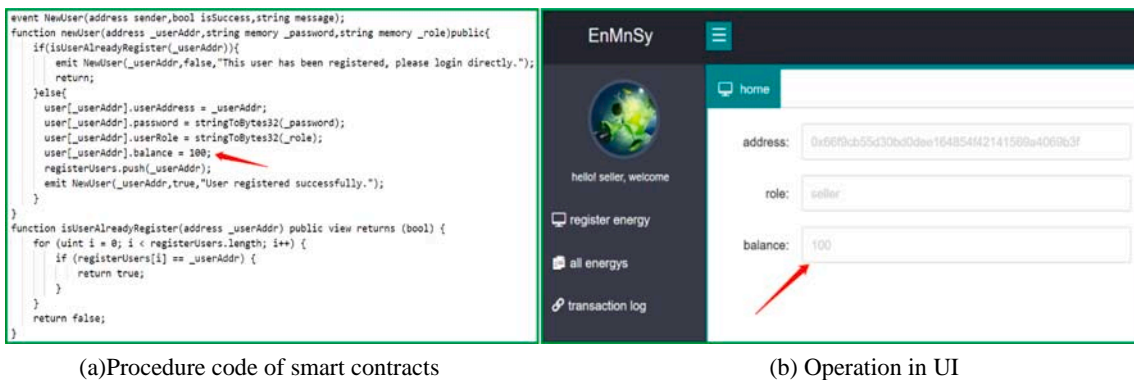 event NewUser(address sender,bool isSuccess,string message);
function newUser(address _userAddr,string memory _password,string memory _role)public{
if(isUserAlreadyRegister(_userAddr)){
emit NewUser(_userAddr,false,"This user has been registered, please login directly.");
return;
}else{
user[_userAddr].userAddress = _userAddr;
user[_userAddr].password = stringToBytes32(_password);
user[_userAddr].userRole = stringToBytes32(_role);
user[_userAddr].balance = 100;
registerUsers.push(_userAddr);
emit NewUser(_userAddr,true,"User registered successfully.");
}
}
function isUserAlreadyRegister(address _userAddr) public view returns (bool) {
for (uint i = 0; i < registerUsers.length; i++) {
if (registerUsers[i] == _userAddr) {
return true;
}
}
return false;
}
EnMnSy
hello! seller, welcome
register energy
all energys
transaction log
home
address:
role: seller
balance: 100
(a)Procedure code of smart contracts
(b) Operation in UI